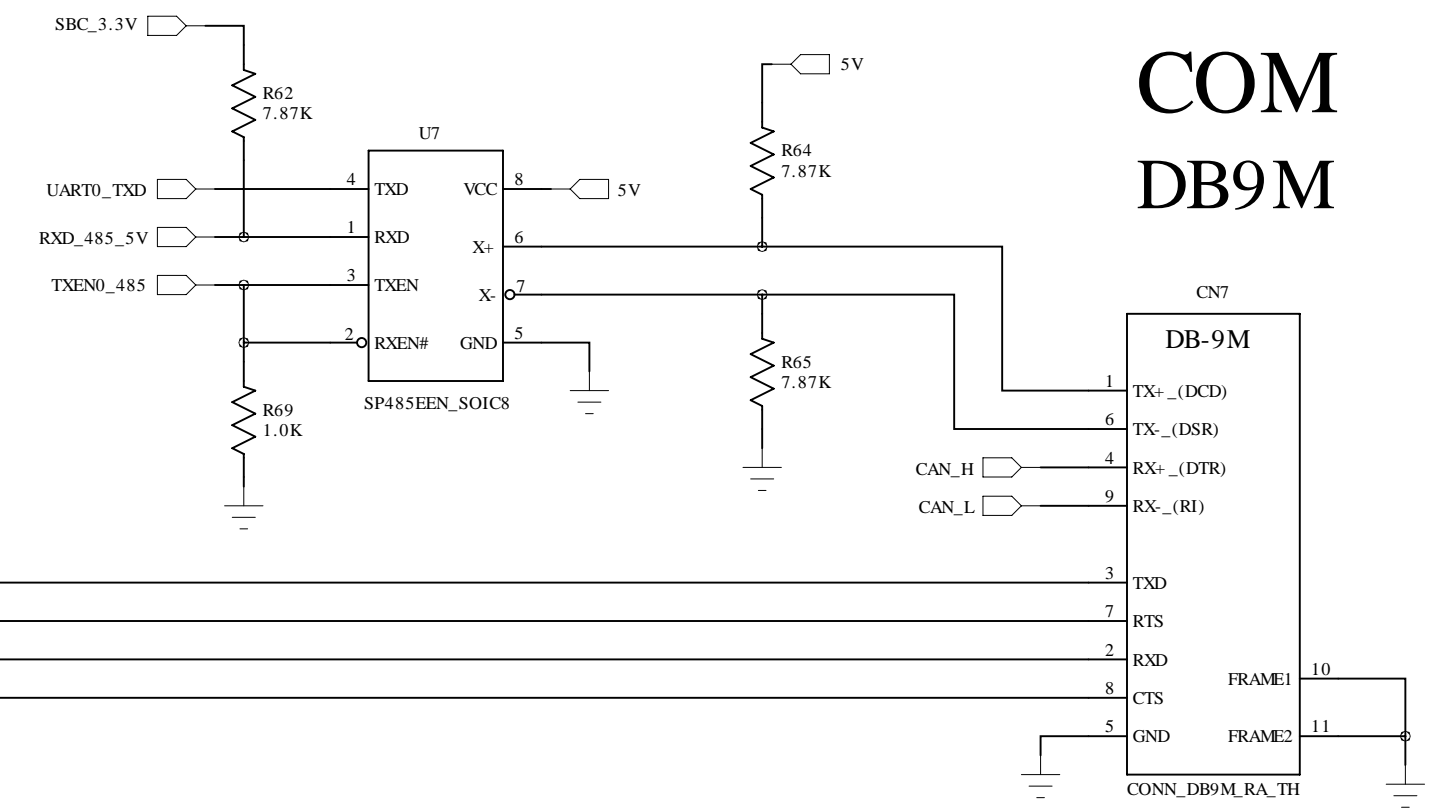 SBC_3.3V
R62
7.87K
U7
UART0_TXD
4
TXD
VCC
8
5V
RXD_485_5V
1
RXD
X+
6
TXEN0_485
3
TXEN
X-
7
2
RXEN#
GND
5
SP485EEN_SOIC8
R69
1.0K
5V
R64
7.87K
R65
7.87K
COM
DB9M
CN7
DB-9M
1
TX+_(DCD)
6
TX-_(DSR)
CAN_H
4
RX+_(DTR)
CAN_L
9
RX-_(RI)
3
TXD
7
RTS
2
RXD
FRAME1
10
8
CTS
5
GND
FRAME2
11
CONN_DB9M_RA_TH